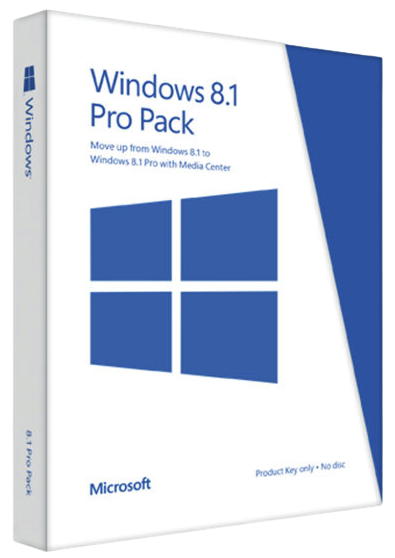 Windows 8.1
Pro Pack
Move up from Windows 8.1 to
Windows 8.1 Pro with Media Center
Product Key only • No disc
Microsoft
Windows
8.1 Pro Pack